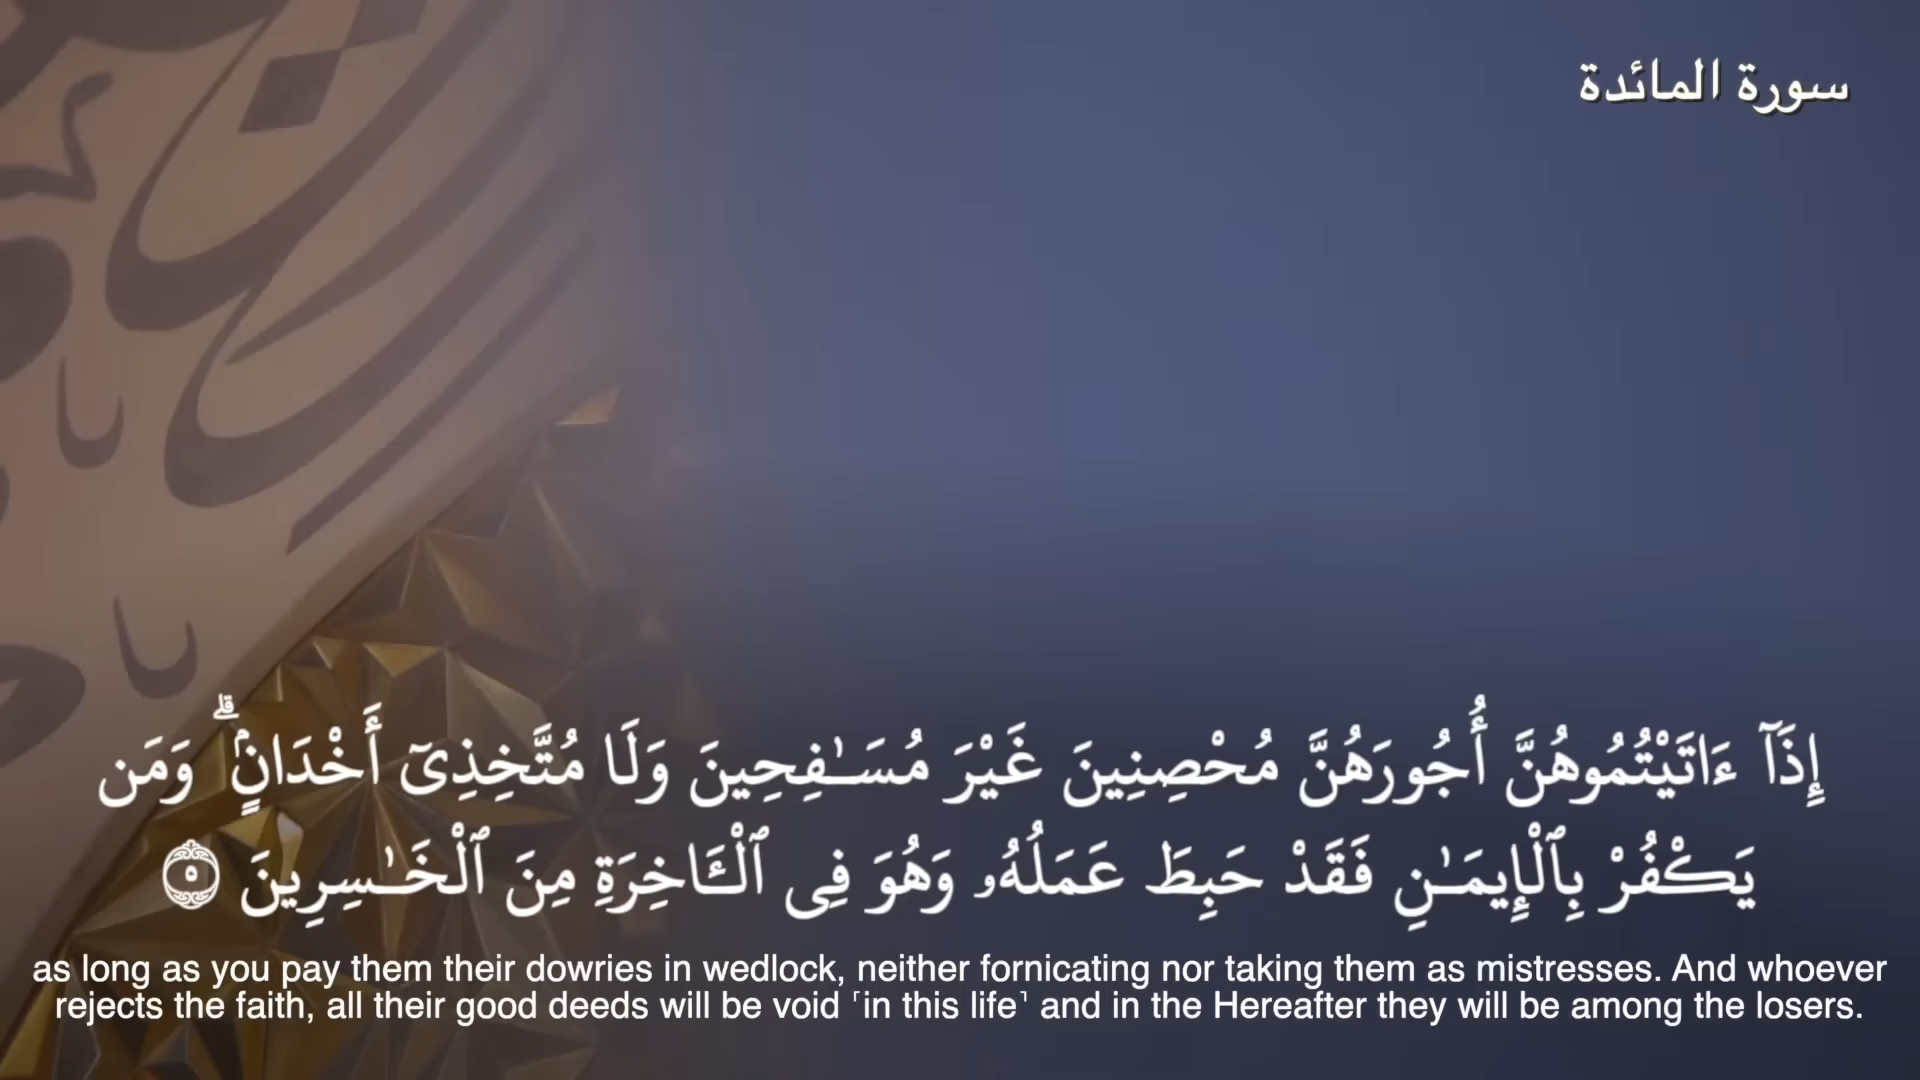 سورة المائدة
إِذَآ ءَاتَيْتُمُوهُنَّ أُجُورَهُنَّ مُحْصِنِينَ غَيْرَ مُسَـٰفِحِينَ وَلَا مُتَّخِذِىٓ أَخْدَانٍۢ ۗ وَمَن
يَكْفُرْ بِٱلْإِيمَـٰنِ فَقَدْ حَبِطَ عَمَلُهُۥ وَهُوَ فِى ٱلْـَٔاخِرَةِ مِنَ ٱلْخَـٰسِرِينَ ٥
as long as you pay them their dowries in wedlock, neither fornicating nor taking them as mistresses. And whoever
rejects the faith, all their good deeds will be void ˹in this life˺ and in the Hereafter they will be among the losers.